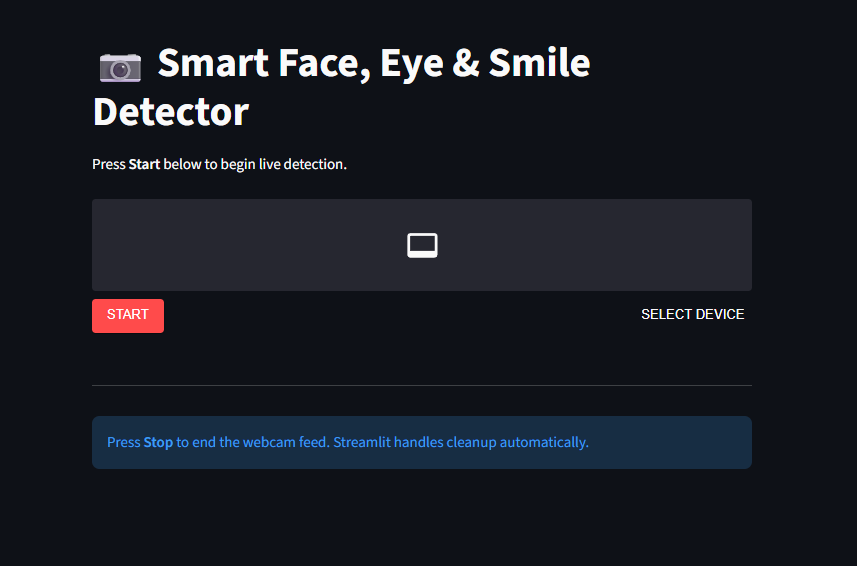 Smart Face, Eye & Smile
Detector
Press Start below to begin live detection.
START
SELECT DEVICE
Press Stop to end the webcam feed. Streamlit handles cleanup automatically.